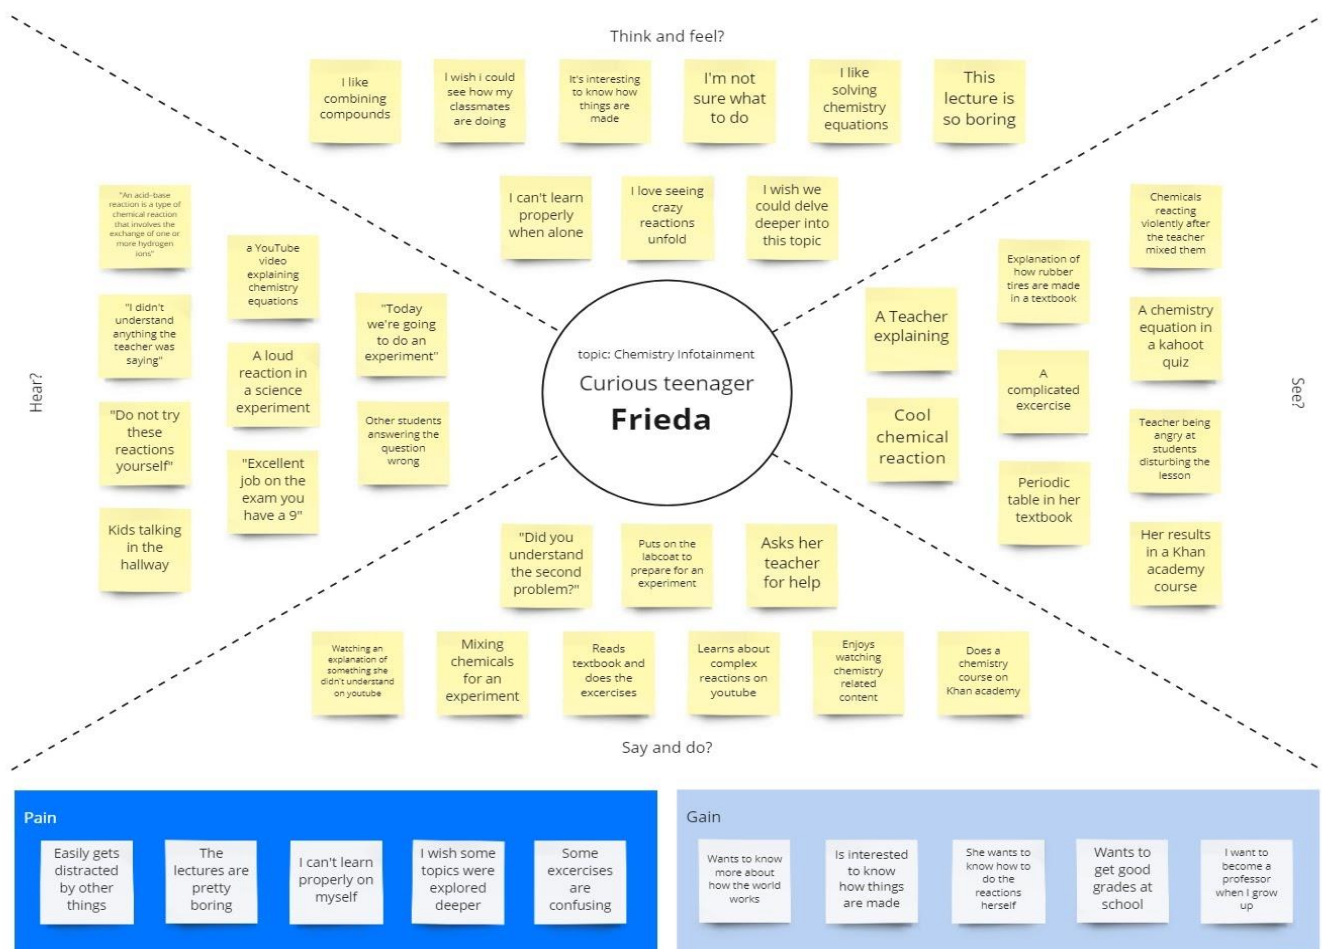 Think and feel?
I like
combining
compounds
I wish i could
see how my
classmates
are doing
It's interesting
to know how
things are
made
I'm not
sure what
to do
I like
solving
chemistry
equations
This
lecture is
so boring
I can't learn
properly
when alone
I love seeing
crazy
reactions
unfold
I wish we
could delve
deeper into
this topic
Hear?
"An acid–base
reaction is a type of
chemical reaction
that involves the
exchange of one or
more hydrogen
ions"
"I didn't
understand
anything the
teacher was
saying"
"Do not try
these
reactions
yourself"
Kids talking
in the
hallway
a YouTube
video
explaining
chemistry
equations
A loud
reaction in
a science
experiment
"Excellent
job on the
exam you
have a 9"
"Today
we're going
to do an
experiment"
Other students
answering the
question
wrong
topic: Chemistry Infotainment
Curious teenager
Frieda
A Teacher
explaining
Cool
chemical
reaction
Explanation of
how rubber
tires are made
in a textbook
A
complicated
excercise
Periodic
table in her
textbook
Chemicals
reacting
violently after
the teacher
mixed them
A chemistry
equation in
a kahoot
quiz
Teacher being
angry at
students
disturbing the
lesson
Her results
in a Khan
academy
course
See?
"Did you
understand
the second
problem?"
Puts on the
labcoat to
prepare for an
experiment
Asks her
teacher
for help
Watching an
explanation of
something she
didn't understand
on youtube
Mixing
chemicals
for an
experiment
Reads
textbook and
does the
excercises
Learns about
complex
reactions on
youtube
Enjoys
watching
chemistry
related
content
Does a
chemistry
course on
Khan academy
Say and do?
Pain
Easily gets
distracted
by other
things
The
lectures are
pretty
boring
I can't learn
properly on
myself
I wish some
topics were
explored
deeper
Some
excercises
are
confusing
Gain
Wants to know
more about
how the world
works
Is interested
to know
how things
are made
She wants to
know how to
do the
reactions
herself
Wants to
get good
grades at
school
I want to
become a
professor
when I grow
up